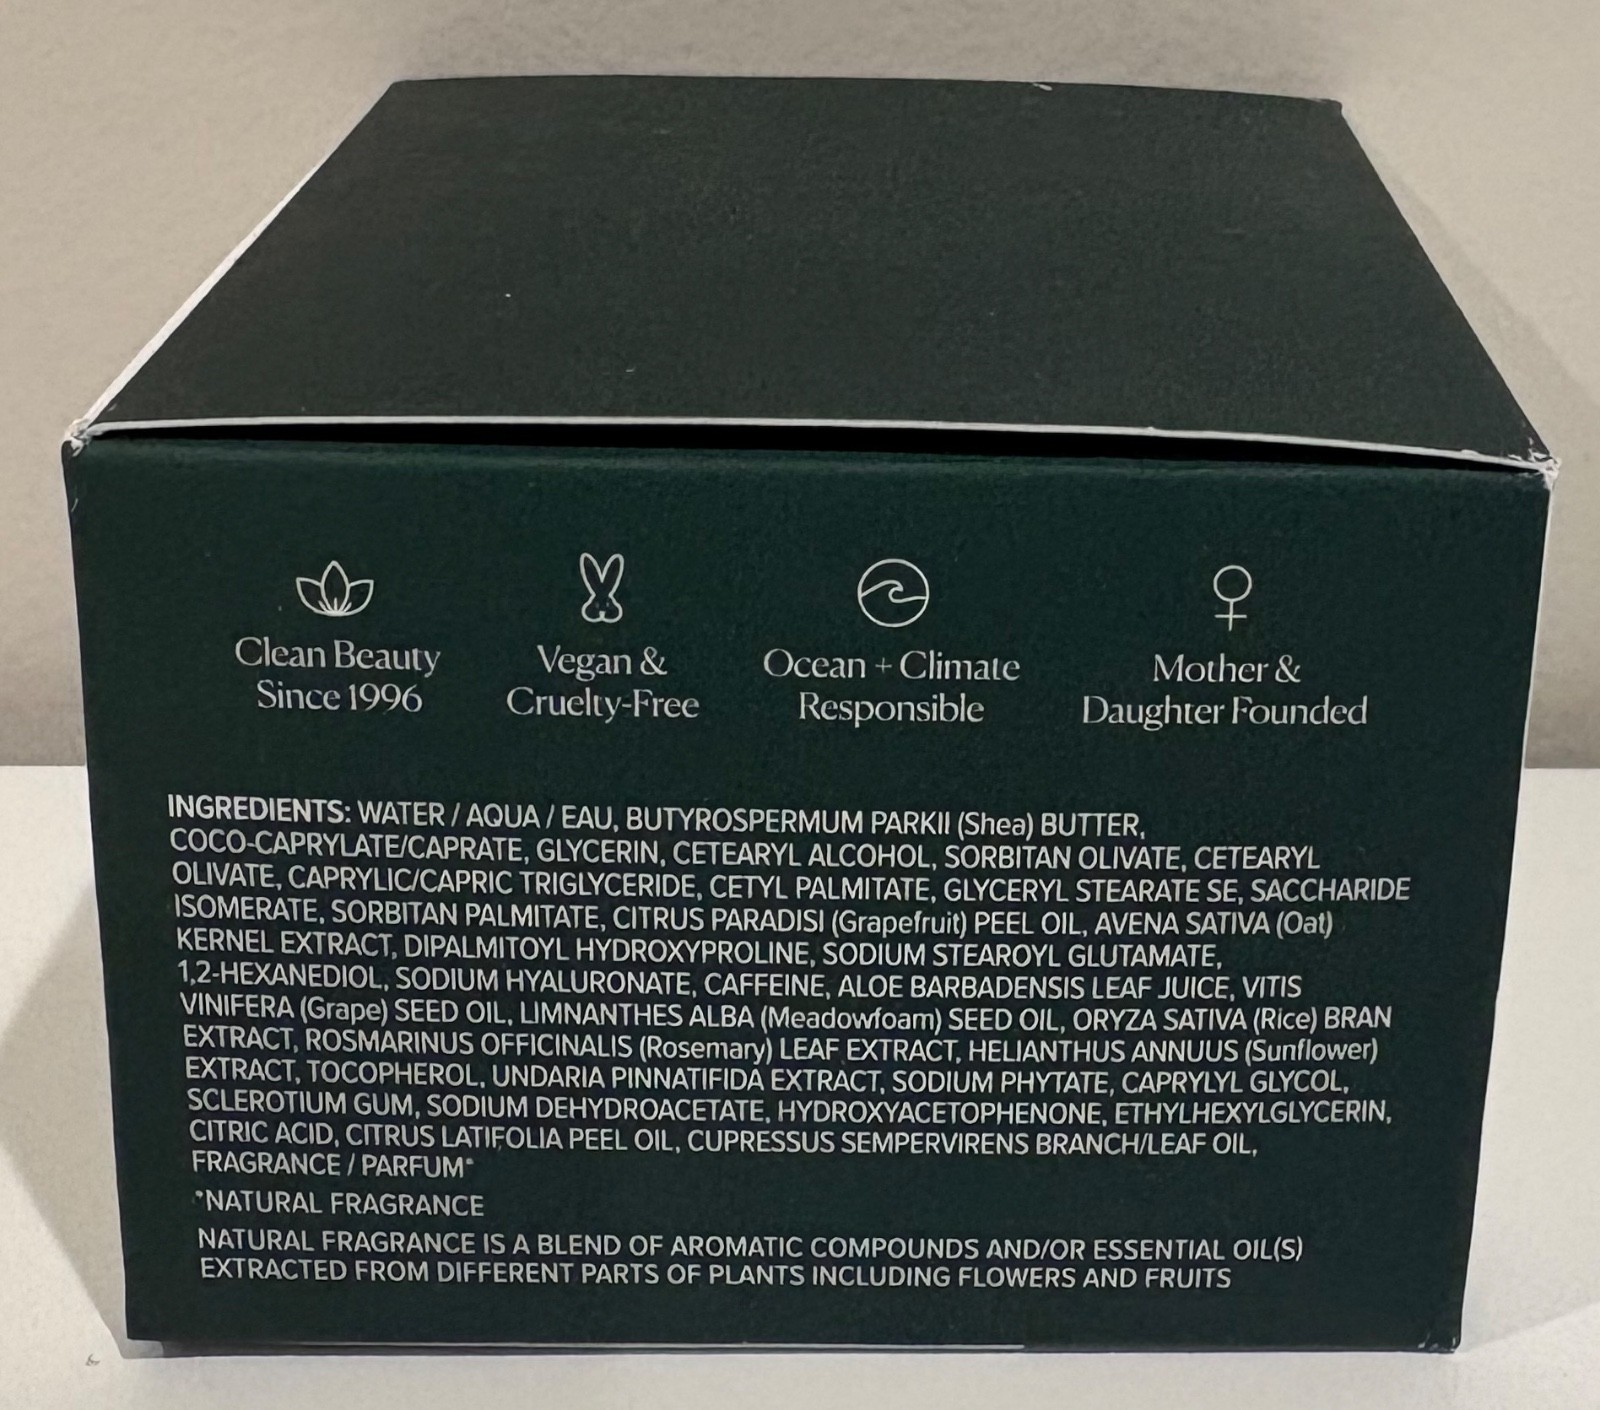 Clean Beauty
Since 1996
Vegan &
Cruelty-Free
Ocean + Climate
Responsible
Mother &
Daughter Founded
INGREDIENTS: WATER / AQUA / EAU, BUTYROSPERMUM PARKII (Shea) BUTTER,
COCO-CAPRYLATE/CAPRATE, GLYCERIN, CETEARYL ALCOHOL, SORBITAN OLIVATE, CETEARYL
OLIVATE, CAPRYLIC/CAPRIC TRIGLYCERIDE, CETYL PALMITATE, GLYCERYL STEARATE SE, SACCHARIDE
ISOMERATE, SORBITAN PALMITATE, CITRUS PARADISI (Grapefruit) PEEL OIL, AVENA SATIVA (Oat)
KERNEL EXTRACT, DIPALMITOYL HYDROXYPROLINE, SODIUM STEAROYL GLUTAMATE,
1,2-HEXANEDIOL, SODIUM HYALURONATE, CAFFEINE, ALOE BARBADENSIS LEAF JUICE, VITIS
VINIFERA (Grape) SEED OIL, LIMNANTHES ALBA (Meadowfoam) SEED OIL, ORYZA SATIVA (Rice) BRAN
EXTRACT, ROSMARINUS OFFICINALIS (Rosemary) LEAF EXTRACT, HELIANTHUS ANNUUS (Sunflower)
EXTRACT, TOCOPHEROL, UNDARIA PINNATIFIDA EXTRACT, SODIUM PHYTATE, CAPRYLYL GLYCOL,
SCLEROTIUM GUM, SODIUM DEHYDROACETATE, HYDROXYACETOPHENONE, ETHYLHEXYLGLYCERIN,
CITRIC ACID, CITRUS LATIFOLIA PEEL OIL, CUPRESSUS SEMPERVIRENS BRANCH/LEAF OIL,
FRAGRANCE / PARFUM*
*NATURAL FRAGRANCE
NATURAL FRAGRANCE IS A BLEND OF AROMATIC COMPOUNDS AND/OR ESSENTIAL OIL(S)
EXTRACTED FROM DIFFERENT PARTS OF PLANTS INCLUDING FLOWERS AND FRUITS